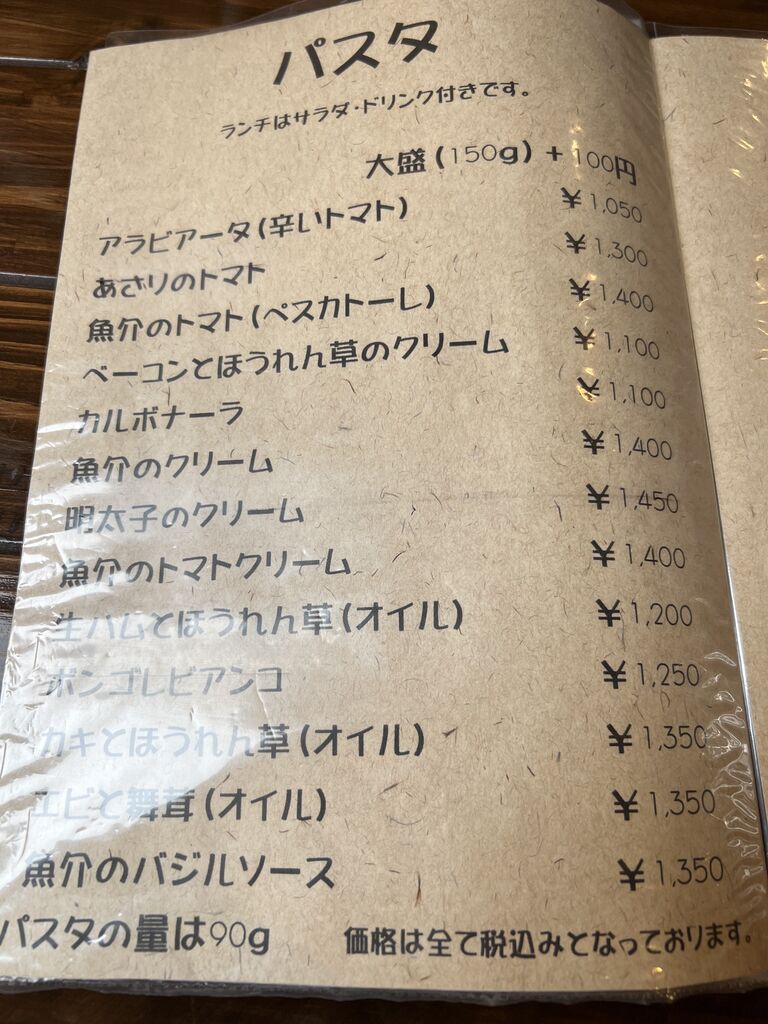 パスタ
ランチはサラダ・ドリンク付きです。
大盛(150g)+100円
アラビアータ(辛いトマト) ¥1,050
あさりのトマト ¥1,300
魚介のトマト(ペスカトーレ) ¥1,400
ベーコンとほうれん草のクリーム ¥1,100
カルボナーラ ¥1,100
魚介のクリーム ¥1,400
明太子のクリーム ¥1,450
魚介のトマトクリーム ¥1,400
生ハムとほうれん草(オイル) ¥1,200
ボンゴレビアンコ ¥1,250
カキとほうれん草(オイル) ¥1,350
エビと舞茸(オイル) ¥1,350
魚介のバジルソース ¥1,350
パスタの量は90g 価格は全て税込みとなっております。